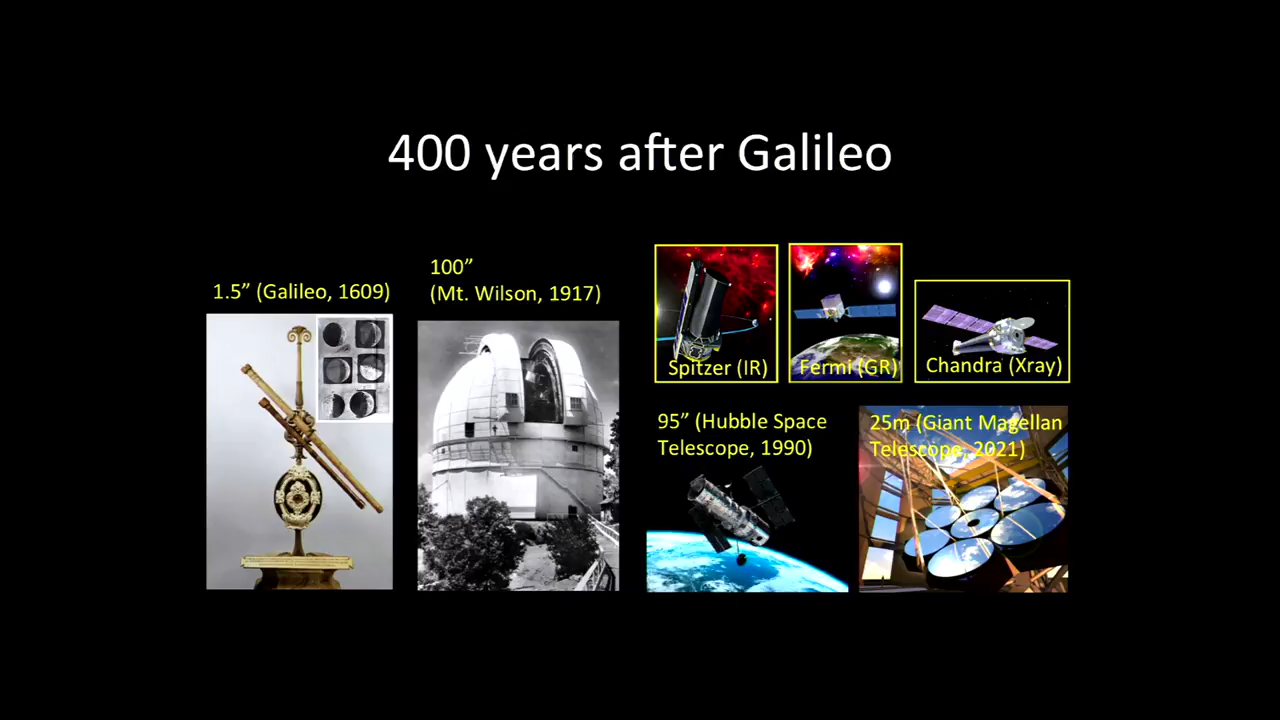 400 years after Galileo
1.5” (Galileo, 1609)
100”
(Mt. Wilson, 1917)
Spitzer (IR)
Fermi (GR)
Chandra (Xray)
95” (Hubble Space
Telescope, 1990)
25m (Giant Magellan
Telescope, 2021)